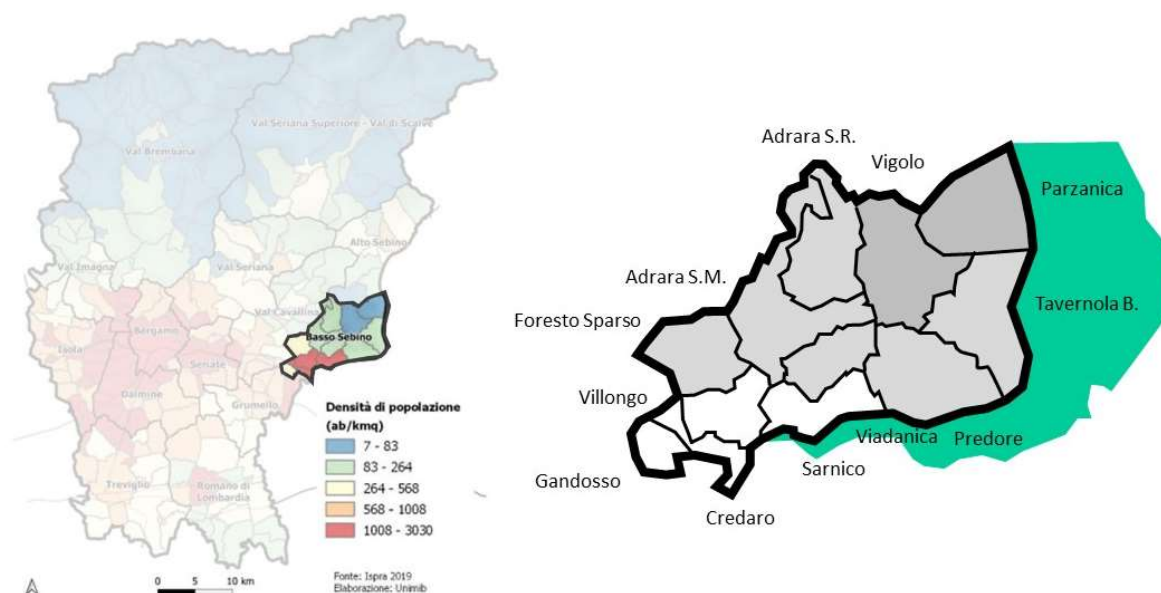 Val Brembana
Val Seriana Superiore - Val di Scalve
Alto Sebino
Val Imagna
Val Seriana
Val Cavallina
Basso Sebino
Bergamo
Isola
Seriate
Dalmine
Grumello
Treviglio
Romano di
Lombardia
Densità di popolazione
(ab/kmq)
7 - 83
83 - 264
264 - 568
568 - 1008
1008 - 3030
0 5 10 km
Fonte: Ispra 2019
Elaborazione: Unimib
Adrara S.R.
Vigolo
Parzanica
Adrara S.M.
Tavernola B.
Foresto Sparso
Villongo
Viadanica
Predore
Sarnico
Gandosso
Credaro